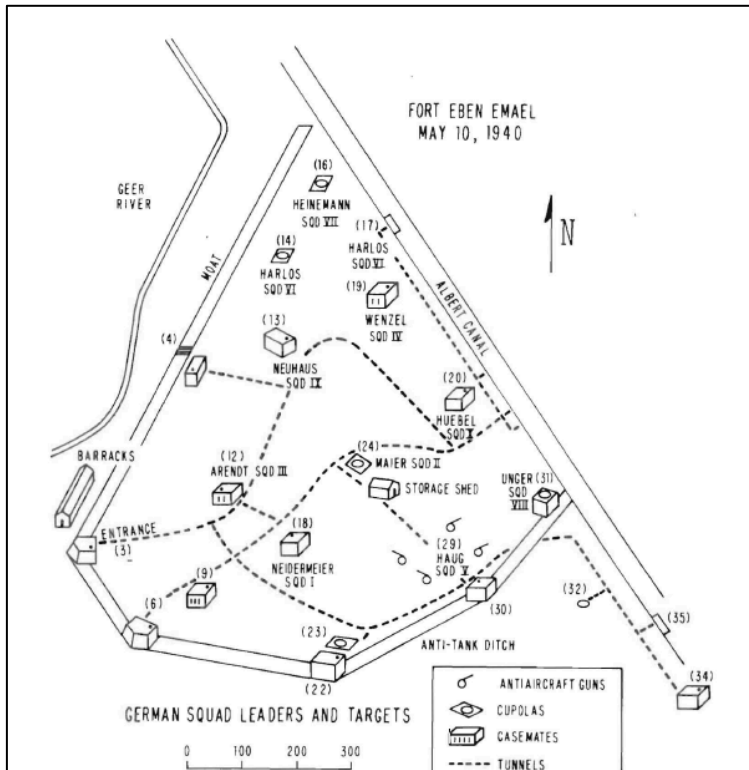 FORT EBEN EMAEL
MAY 10, 1940
(16)
GEER
RIVER
HEINEMANN
SQD VII
N
(17)
(14)
HARLOS
SQD VI
MOAT
HARLOS
SQD VI
(19)
ALBERT CANAL
WENZEL
SQD IV
(13)
(4)
NEUHAUS
SQD IX
(20)
HUEBEL
SQD X
(24)
BARRACKS
(12)
ARENDT SQD III
MAIER SQD II
STORAGE SHED
UNGER
SQD
VIII
(31)
ENTRANCE
(3)
(18)
(29)
HAUG
SQD V
NEIDERMEIER
SQD I
(9)
(6)
(30)
(32)
(35)
(23)
ANTI-TANK DITCH
(34)
(22)
GERMAN SQUAD LEADERS AND TARGETS
0 100 200 300
ANTIAIRCRAFT GUNS
CUPOLAS
CASEMATES
TUNNELS